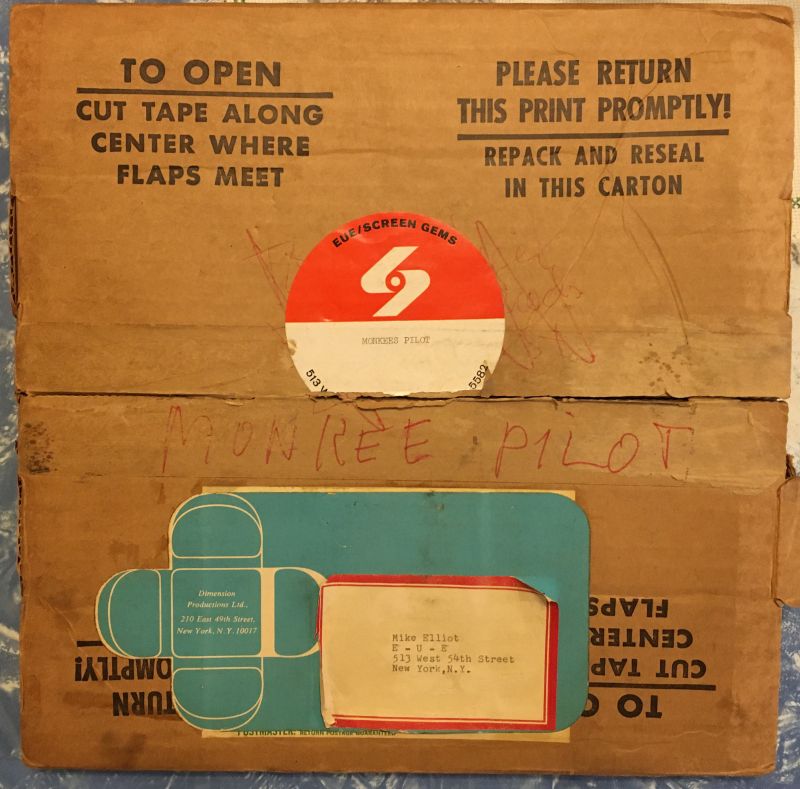 TO OPEN
CUT TAPE ALONG
CENTER WHERE
FLAPS MEET
PLEASE RETURN
THIS PRINT PROMPTLY!
REPACK AND RESEAL
IN THIS CARTON
EUE/SCREEN GEMS
MONKEES PILOT
513
5582
MONKEE PILOT
Dimension
Productions Ltd.,
210 East 49th Street,
New York, N.Y. 10017
Mike Elliot
E - U - E
513 West 54th Street
New York, N.Y.
POSTMASTER: RETURN POSTAGE GUARANTEED
TO O
CUT TAP
CENTER
FLAPS
TURN
OMPTLY!